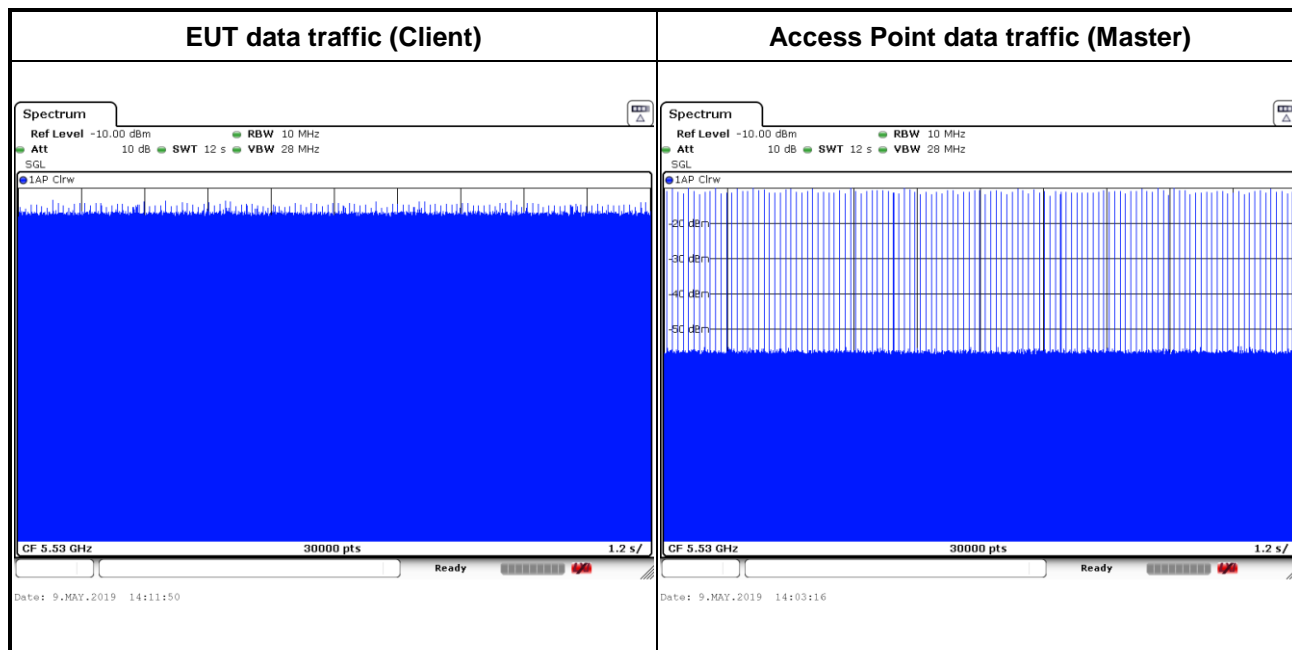 EUT data traffic (Client)
Spectrum
Ref Level -10.00 dBm RBW 10 MHz
Att 10 dB SWT 12 s VBW 28 MHz
SGL
1AP Clrw
CF 5.53 GHz 30000 pts 1.2 s/
Ready
Date: 9.MAY.2019 14:11:50
Access Point data traffic (Master)
Spectrum
Ref Level -10.00 dBm RBW 10 MHz
Att 10 dB SWT 12 s VBW 28 MHz
SGL
1AP Clrw
-20 dBm
-30 dBm
-40 dBm
-50 dBm
CF 5.53 GHz 30000 pts 1.2 s/
Ready
Date: 9.MAY.2019 14:03:16